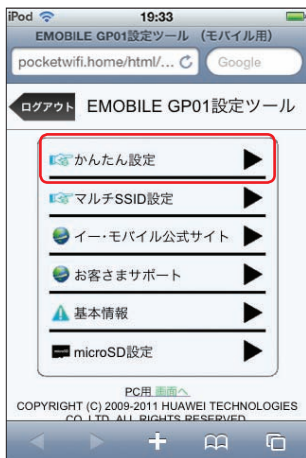 iPod 19:33
EMOBILE GP01設定ツール （モバイル用）
pocketwifi.home/html/... Google
ログアウト EMOBILE GP01設定ツール
かんたん設定
マルチSSID設定
イー・モバイル公式サイト
お客さまサポート
基本情報
microSD設定
PC用 画面へ
COPYRIGHT (C) 2009-2011 HUAWEI TECHNOLOGIES
CO.,LTD. ALL RIGHTS RESERVED